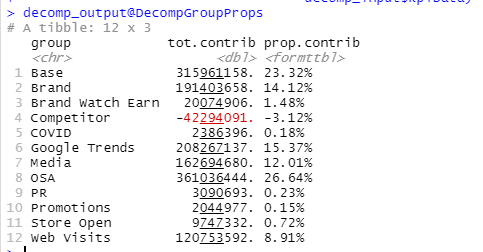 > decomp_output@DecompGroupProps
# A tibble: 12 x 3
   group             tot.contrib prop.contrib
   <chr>                   <dbl> <formttbl>
 1 Base               315961158. 23.32%
 2 Brand              191403658. 14.12%
 3 Brand Watch Earn    20074906. 1.48%
 4 Competitor         -42294091. -3.12%
 5 COVID                2386396. 0.18%
 6 Google Trends      208267137. 15.37%
 7 Media              162694680. 12.01%
 8 OSA                361036444. 26.64%
 9 PR                   3090693. 0.23%
10 Promotions           2044977. 0.15%
11 Store Open           9747332. 0.72%
12 Web Visits         120753592. 8.91%
>